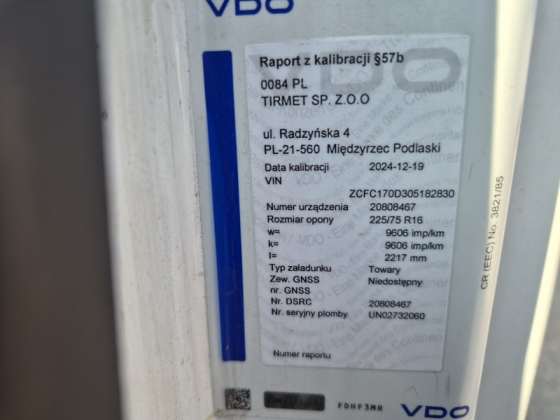 VDO
Raport z kalibracji §57b
0084 PL
TIRMET SP. Z.O.O
ul. Radzyńska 4
PL-21-560 Międzyrzec Podlaski
Data kalibracji 2024-12-19
VIN
ZCFC170D305182830
Numer urządzenia 20808467
Rozmiar opony 225/75 R16
w= 9606 imp/km
k= 9606 imp/km
l= 2217 mm
Typ załadunku Towary
Zew. GNSS Niedostępny
nr. GNSS
Nr. DSRC 20808467
Nr. seryjny plomby UN02732060
Numer raportu
F0HF3MR VDO
CR (EEC) No. 3821/85